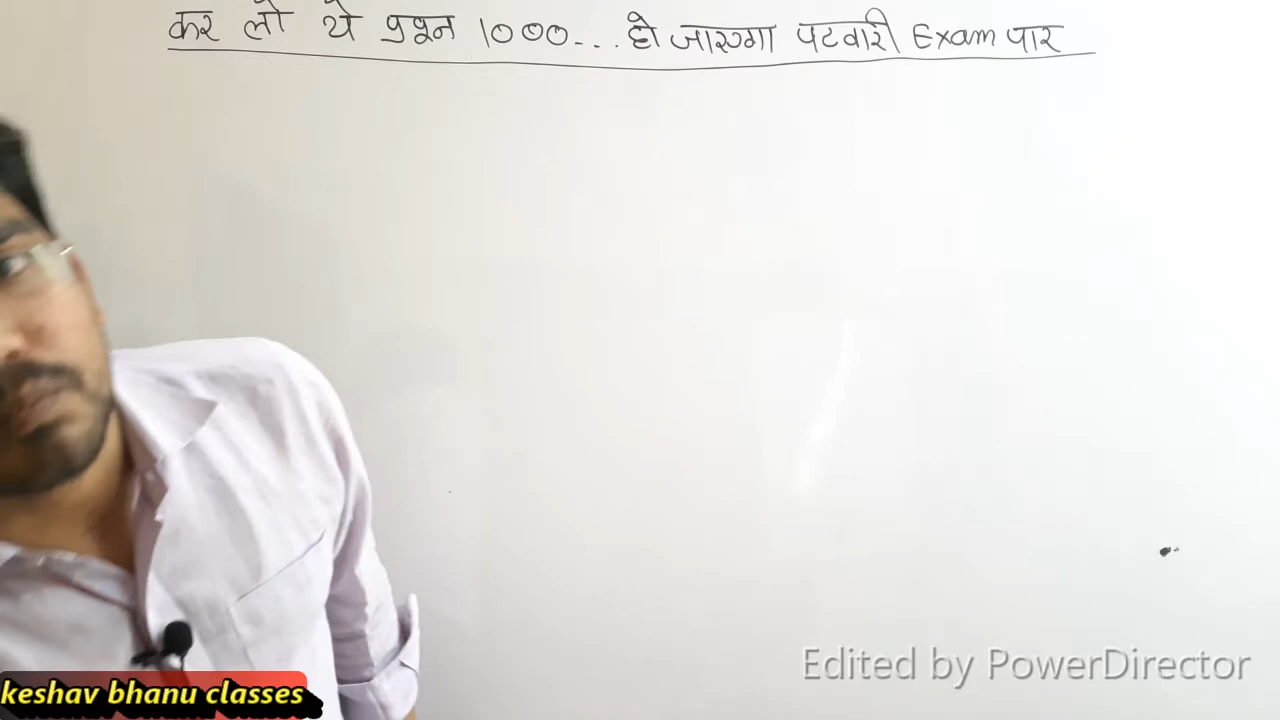 कर लो ये प्रश्न 1000... हो जाएगा पटवारी Exam पार
Edited by PowerDirector
keshav bhanu classes